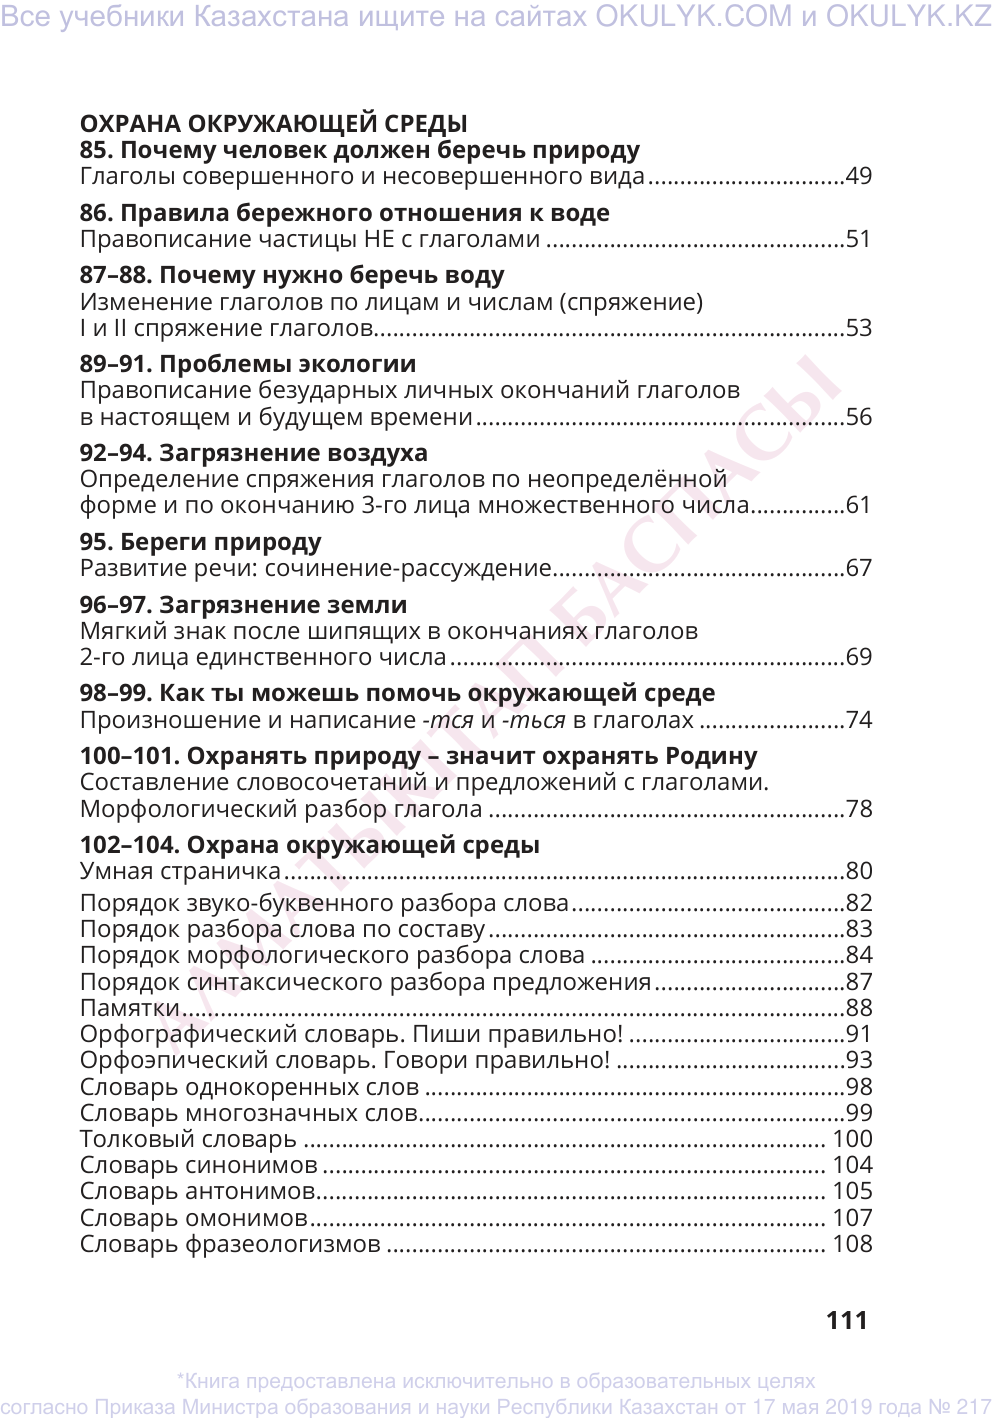 Все учебники Казахстана ищите на сайтах OKULYK.COM и OKULYK.KZ
ОХРАНА ОКРУЖАЮЩЕЙ СРЕДЫ
85. Почему человек должен беречь природу
Глаголы совершенного и несовершенного вида...............................49
86. Правила бережного отношения к воде
Правописание частицы НЕ с глаголами ...............................................51
87–88. Почему нужно беречь воду
Изменение глаголов по лицам и числам (спряжение)
I и II спряжение глаголов..........................................................................53
89–91. Проблемы экологии
Правописание безударных личных окончаний глаголов
в настоящем и будущем времени..........................................................56
92–94. Загрязнение воздуха
Определение спряжения глаголов по неопределённой
форме и по окончанию 3-го лица множественного числа...............61
95. Береги природу
Развитие речи: сочинение-рассуждение..............................................67
96–97. Загрязнение земли
Мягкий знак после шипящих в окончаниях глаголов
2-го лица единственного числа..............................................................69
98–99. Как ты можешь помочь окружающей среде
Произношение и написание -тся и -ться в глаголах .......................74
100–101. Охранять природу – значит охранять Родину
Составление словосочетаний и предложений с глаголами.
Морфологический разбор глагола ........................................................78
102–104. Охрана окружающей среды
Умная страничка........................................................................................80
Порядок звуко-буквенного разбора слова...........................................82
Порядок разбора слова по составу........................................................83
Порядок морфологического разбора слова ........................................84
Порядок синтаксического разбора предложения..............................87
Памятки........................................................................................................88
Орфографический словарь. Пиши правильно! ..................................91
Орфоэпический словарь. Говори правильно! ....................................93
Словарь однокоренных слов ..................................................................98
Словарь многозначных слов...................................................................99
Толковый словарь .................................................................................. 100
Словарь синонимов ............................................................................... 104
Словарь антонимов................................................................................ 105
Словарь омонимов................................................................................. 107
Словарь фразеологизмов ..................................................................... 108
АЛМАТЫКІТАП БАСПАСЫ
111
*Книга предоставлена исключительно в образовательных целях
согласно Приказа Министра образования и науки Республики Казахстан от 17 мая 2019 года № 217